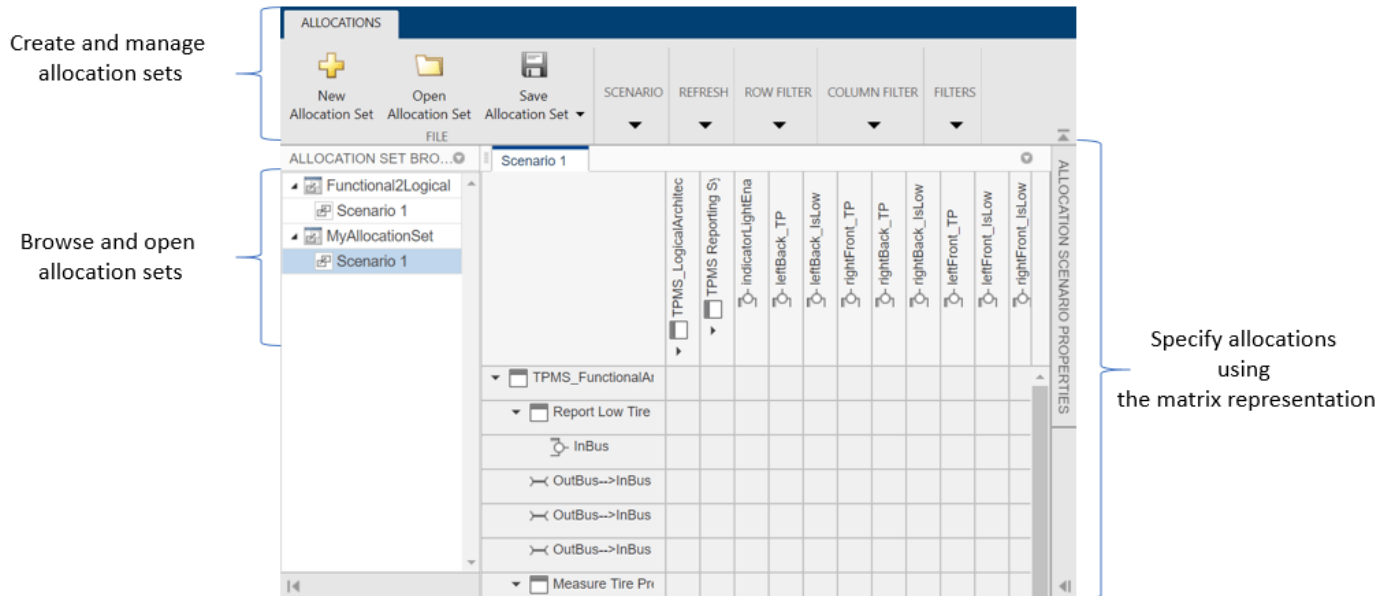 Create and manage
allocation sets
ALLOCATIONS
New
Allocation Set
Open
Allocation Set
Save
Allocation Set
FILE
SCENARIO
REFRESH
ROW FILTER
COLUMN FILTER
FILTERS
Browse and open
allocation sets
ALLOCATION SET BRO...
Functional2Logical
Scenario 1
MyAllocationSet
Scenario 1
Scenario 1
TPMS_LogicalArchitec
TPMS Reporting Sy
indicatorLightEna
leftBack_TP
leftBack_IsLow
rightFront_TP
rightBack_TP
rightBack_IsLow
leftFront_TP
leftFront_IsLow
rightFront_IsLow
TPMS_FunctionalAr
Report Low Tire
InBus
OutBus-->InBus
OutBus-->InBus
OutBus-->InBus
Measure Tire Pre
ALLOCATION SCENARIO PROPERTIES
Specify allocations
using
the matrix representation